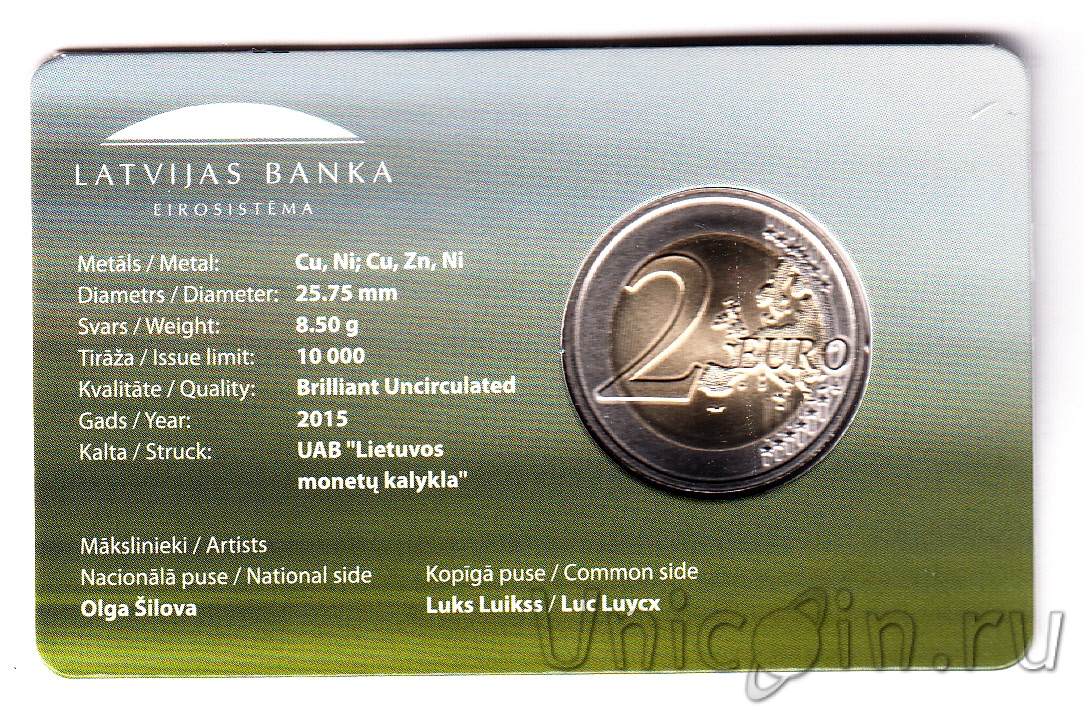 LATVIJAS BANKA
EIROSISTĒMA
Metāls / Metal: Cu, Ni; Cu, Zn, Ni
Diametrs / Diameter: 25.75 mm
Svars / Weight: 8.50 g
Tirāža / Issue limit: 10 000
Kvalitāte / Quality: Brilliant Uncirculated
Gads / Year: 2015
Kalta / Struck: UAB "Lietuvos
monetų kalykla"
2 EURO
Mākslinieki / Artists
Nacionālā puse / National side
Olga Šilova
Kopīgā puse / Common side
Luks Luikss / Luc Luycx
Unicoin.ru